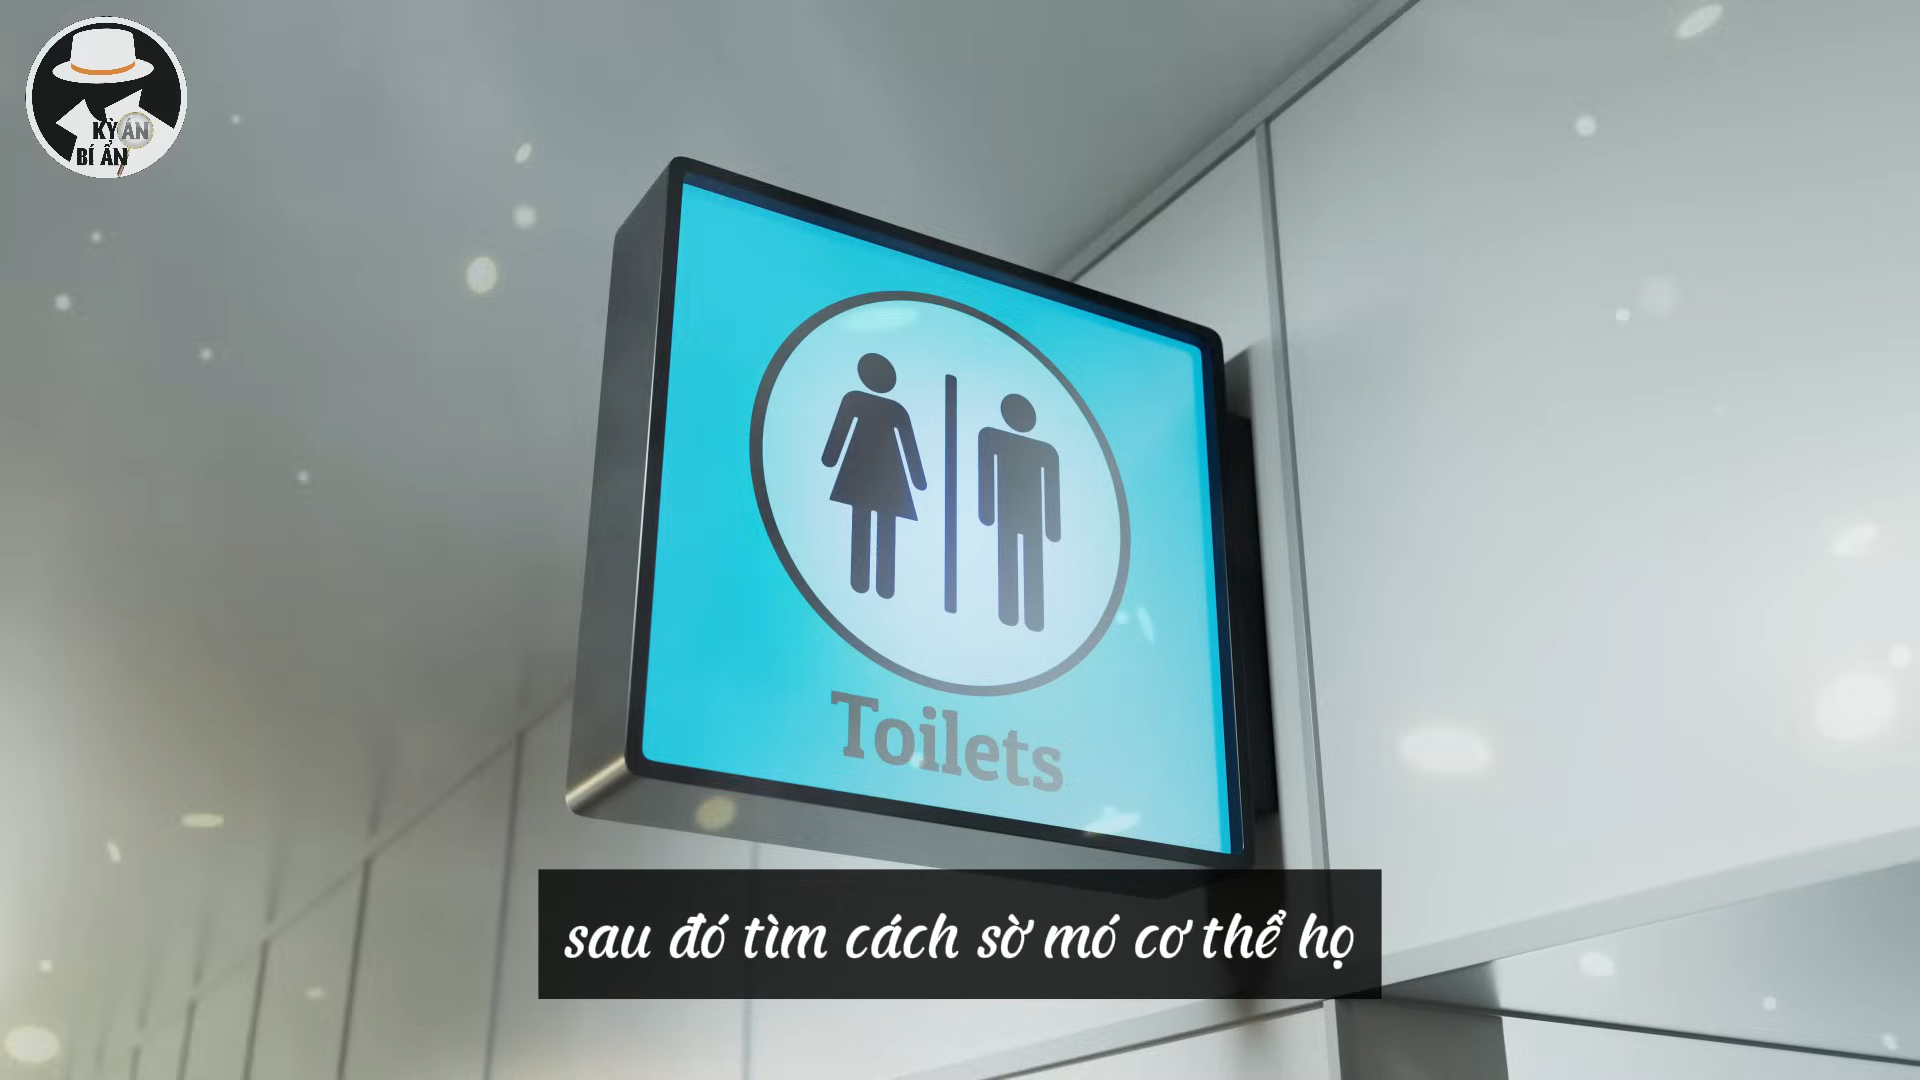 KỲ ÁN
BÍ ẨN
Toilets
sau đó tìm cách sờ mó cơ thể họ